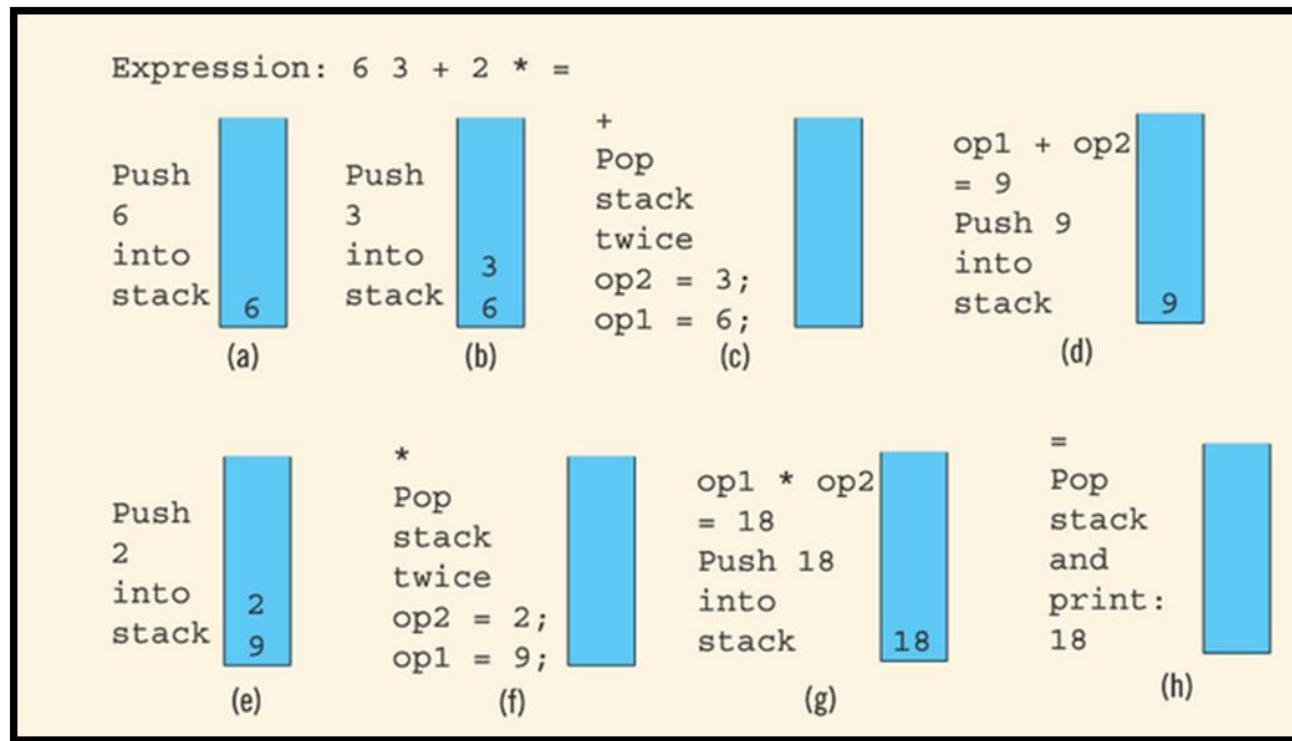 Expression: 6 3 + 2 * =
Push
6
into
stack
6
(a)
Push
3
into
stack
3
6
(b)
+
Pop
stack
twice
op2 = 3;
op1 = 6;
(c)
op1 + op2
= 9
Push 9
into
stack
9
(d)
Push
2
into
stack
2
9
(e)
*
Pop
stack
twice
op2 = 2;
op1 = 9;
(f)
op1 * op2
= 18
Push 18
into
stack
18
(g)
=
Pop
stack
and
print:
18
(h)